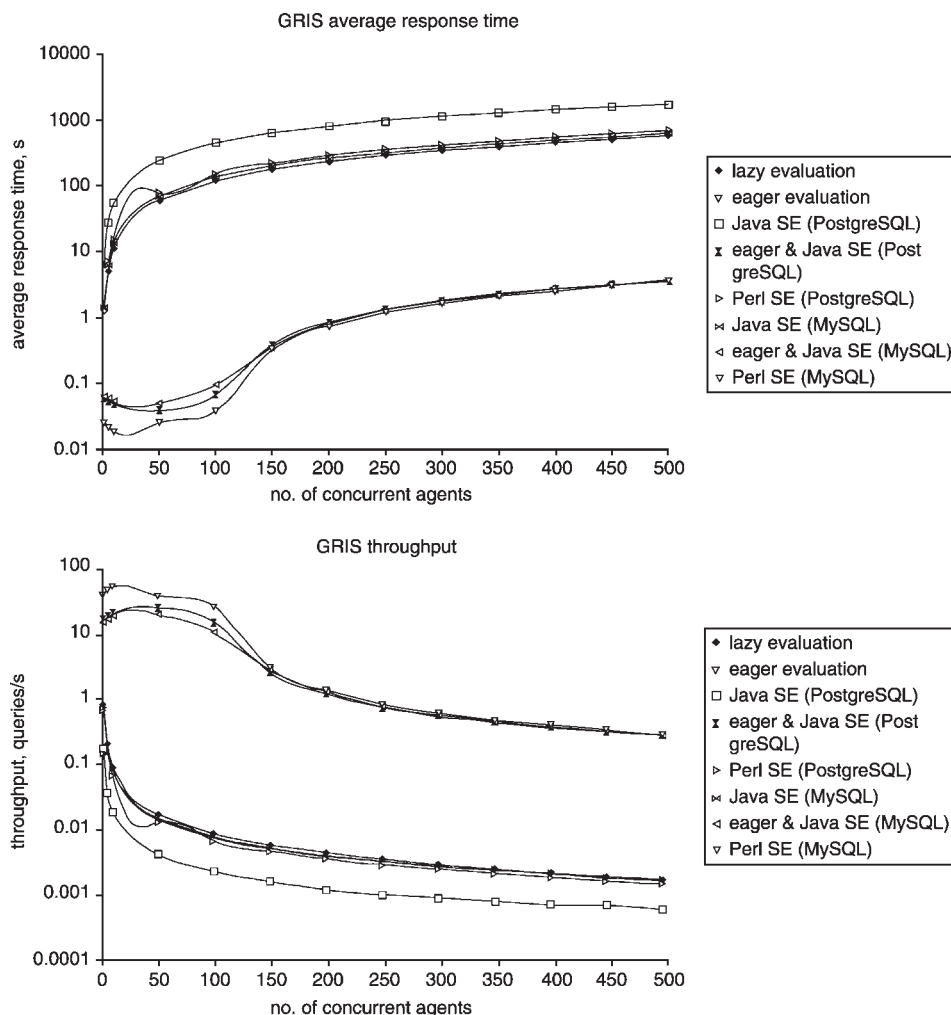 GRIS average response time
10000
1000
100
10
1
0.1
0.01
average response time, s
0 50 100 150 200 250 300 350 400 450 500
no. of concurrent agents
lazy evaluation
eager evaluation
Java SE (PostgreSQL)
eager & Java SE (Post
greSQL)
Perl SE (PostgreSQL)
Java SE (MySQL)
eager & Java SE (MySQL)
Perl SE (MySQL)
GRIS throughput
100
10
1
0.1
0.01
0.001
0.0001
throughput, queries/s
0 50 100 150 200 250 300 350 400 450 500
no. of concurrent agents
lazy evaluation
eager evaluation
Java SE (PostgreSQL)
eager & Java SE (Post
greSQL)
Perl SE (PostgreSQL)
Java SE (MySQL)
eager & Java SE (MySQL)
Perl SE (MySQL)